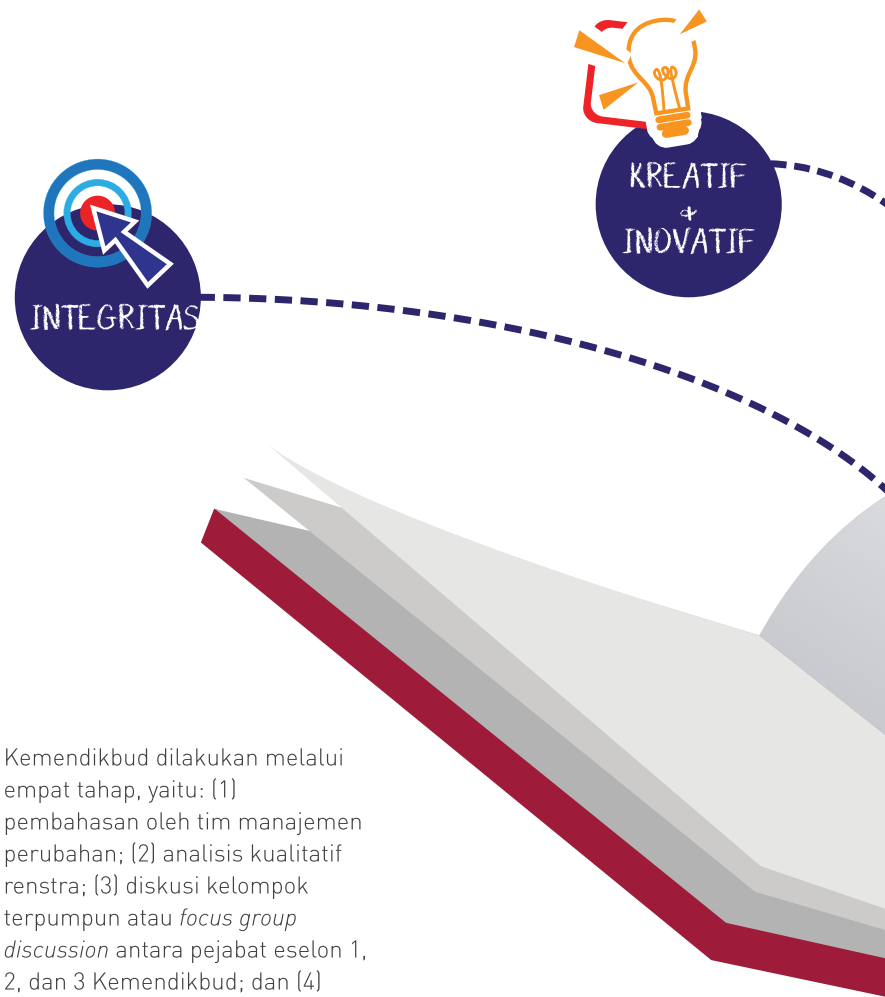 KREATIF
+
INOVATIF
INTEGRITAS
Kemendikbud dilakukan melalui
empat tahap, yaitu: (1)
pembahasan oleh tim manajemen
perubahan; (2) analisis kualitatif
renstra; (3) diskusi kelompok
terpumpun atau focus group
discussion antara pejabat eselon 1,
2, dan 3 Kemendikbud; dan (4)